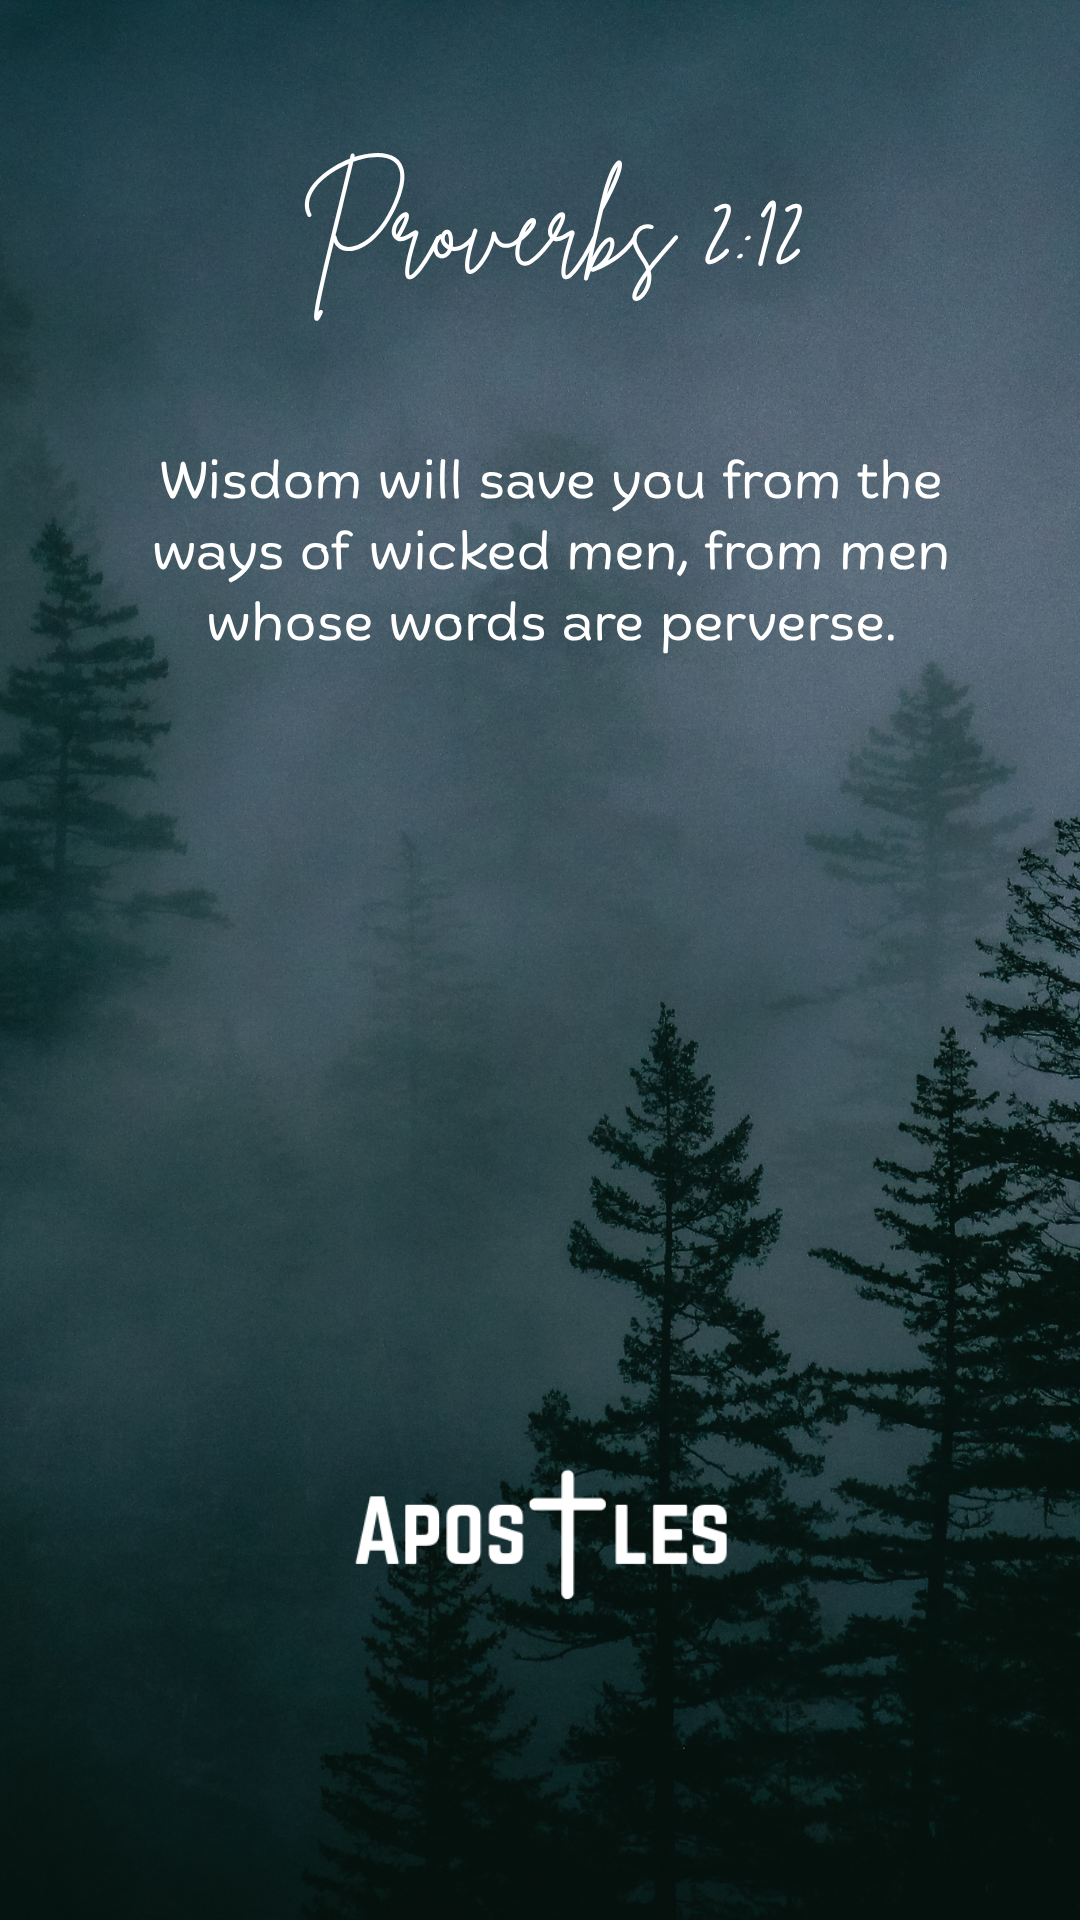 Proverbs 2:12
Wisdom will save you from the
ways of wicked men, from men
whose words are perverse.
APOSTLES